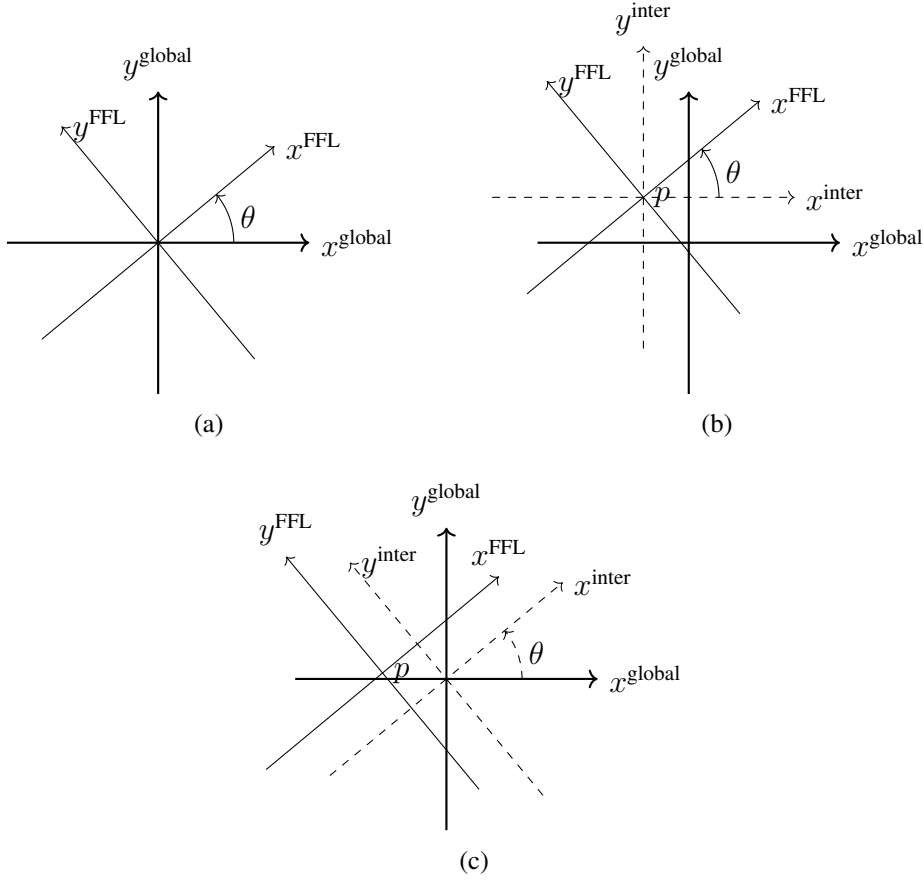 y^global
y^FFL
x^FFL
θ
x^global
(a)
y^inter
y^global
y^FFL
x^FFL
θ
p
x^inter
x^global
(b)
y^global
y^FFL
y^inter
x^FFL
x^inter
θ
p
x^global
(c)